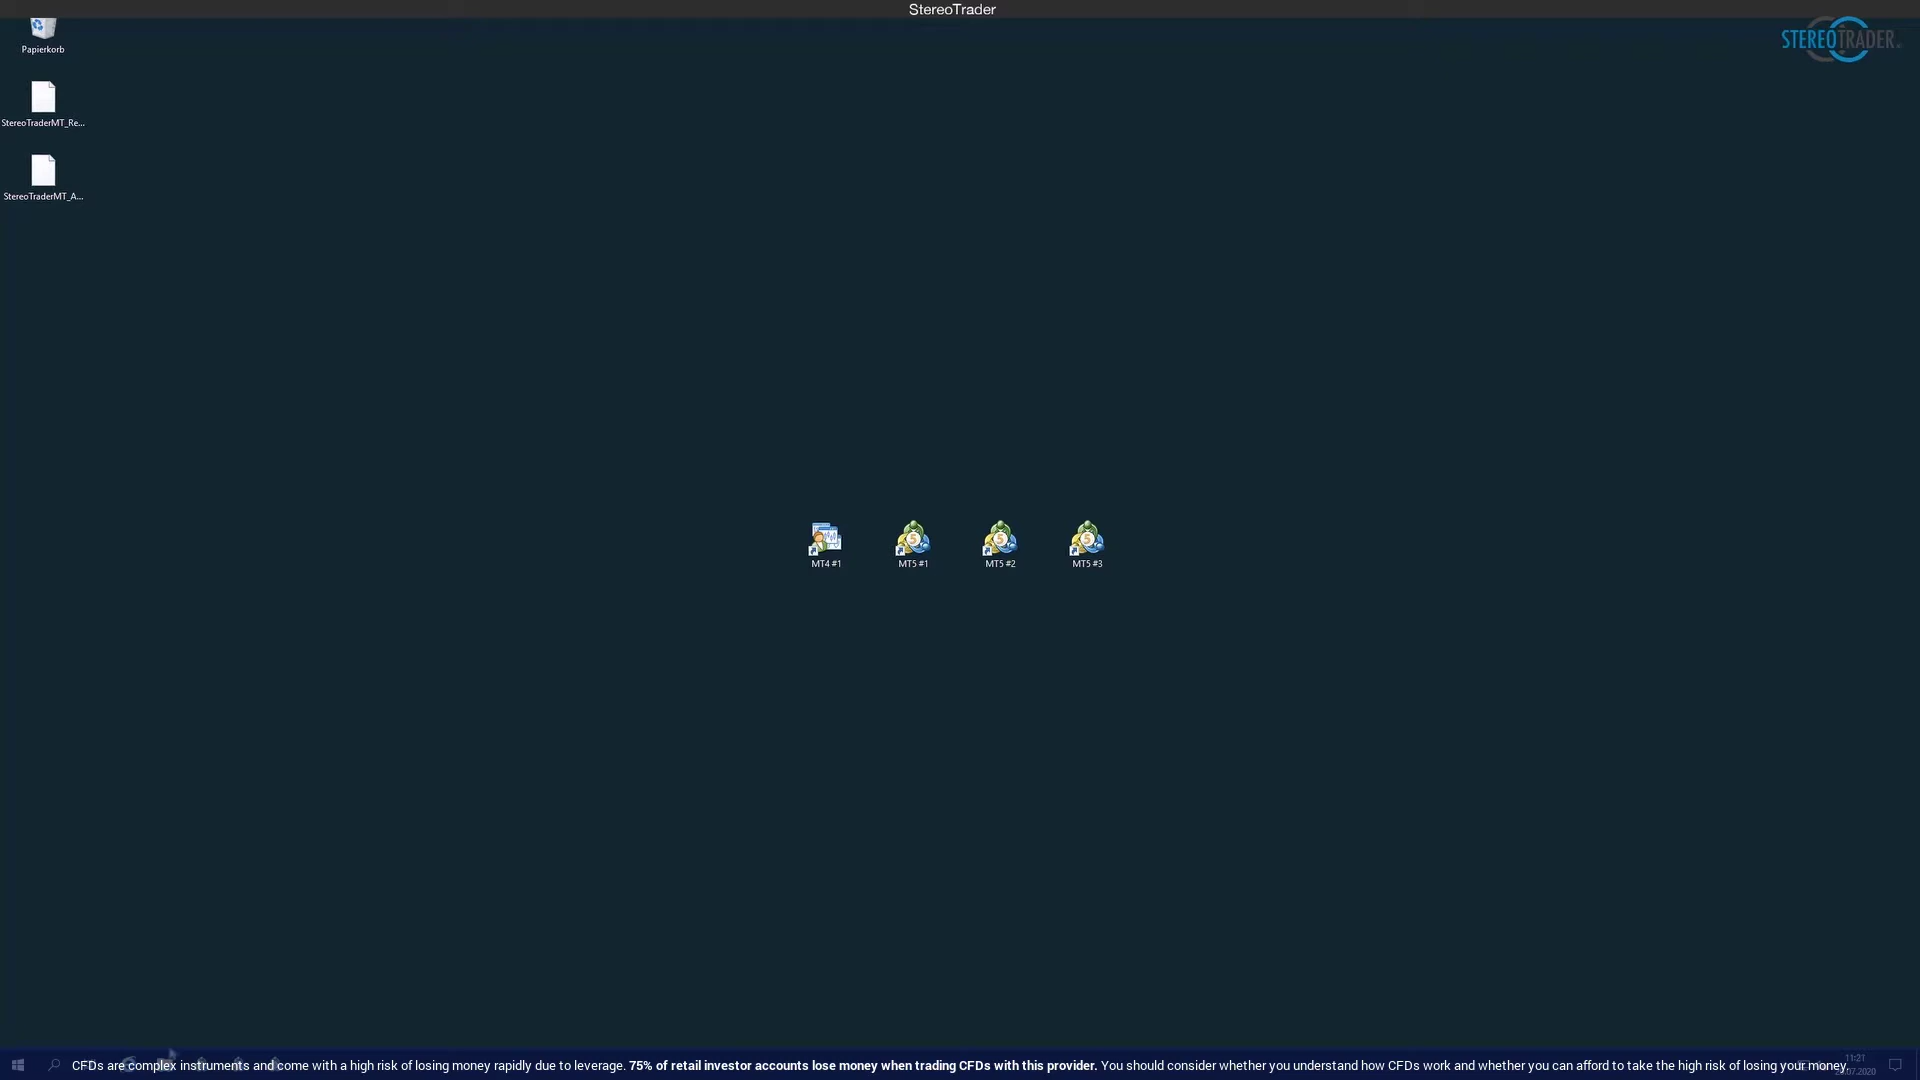 StereoTrader
STEREOTRADER
Papierkorb
StereoTraderMT_Re...
StereoTraderMT_A...
MT4 #1
MT5 #1
MT5 #2
MT5 #3
11:21
CFDs are complex instruments and come with a high risk of losing money rapidly due to leverage. 75% of retail investor accounts lose money when trading CFDs with this provider. You should consider whether you understand how CFDs work and whether you can afford to take the high risk of losing your money.